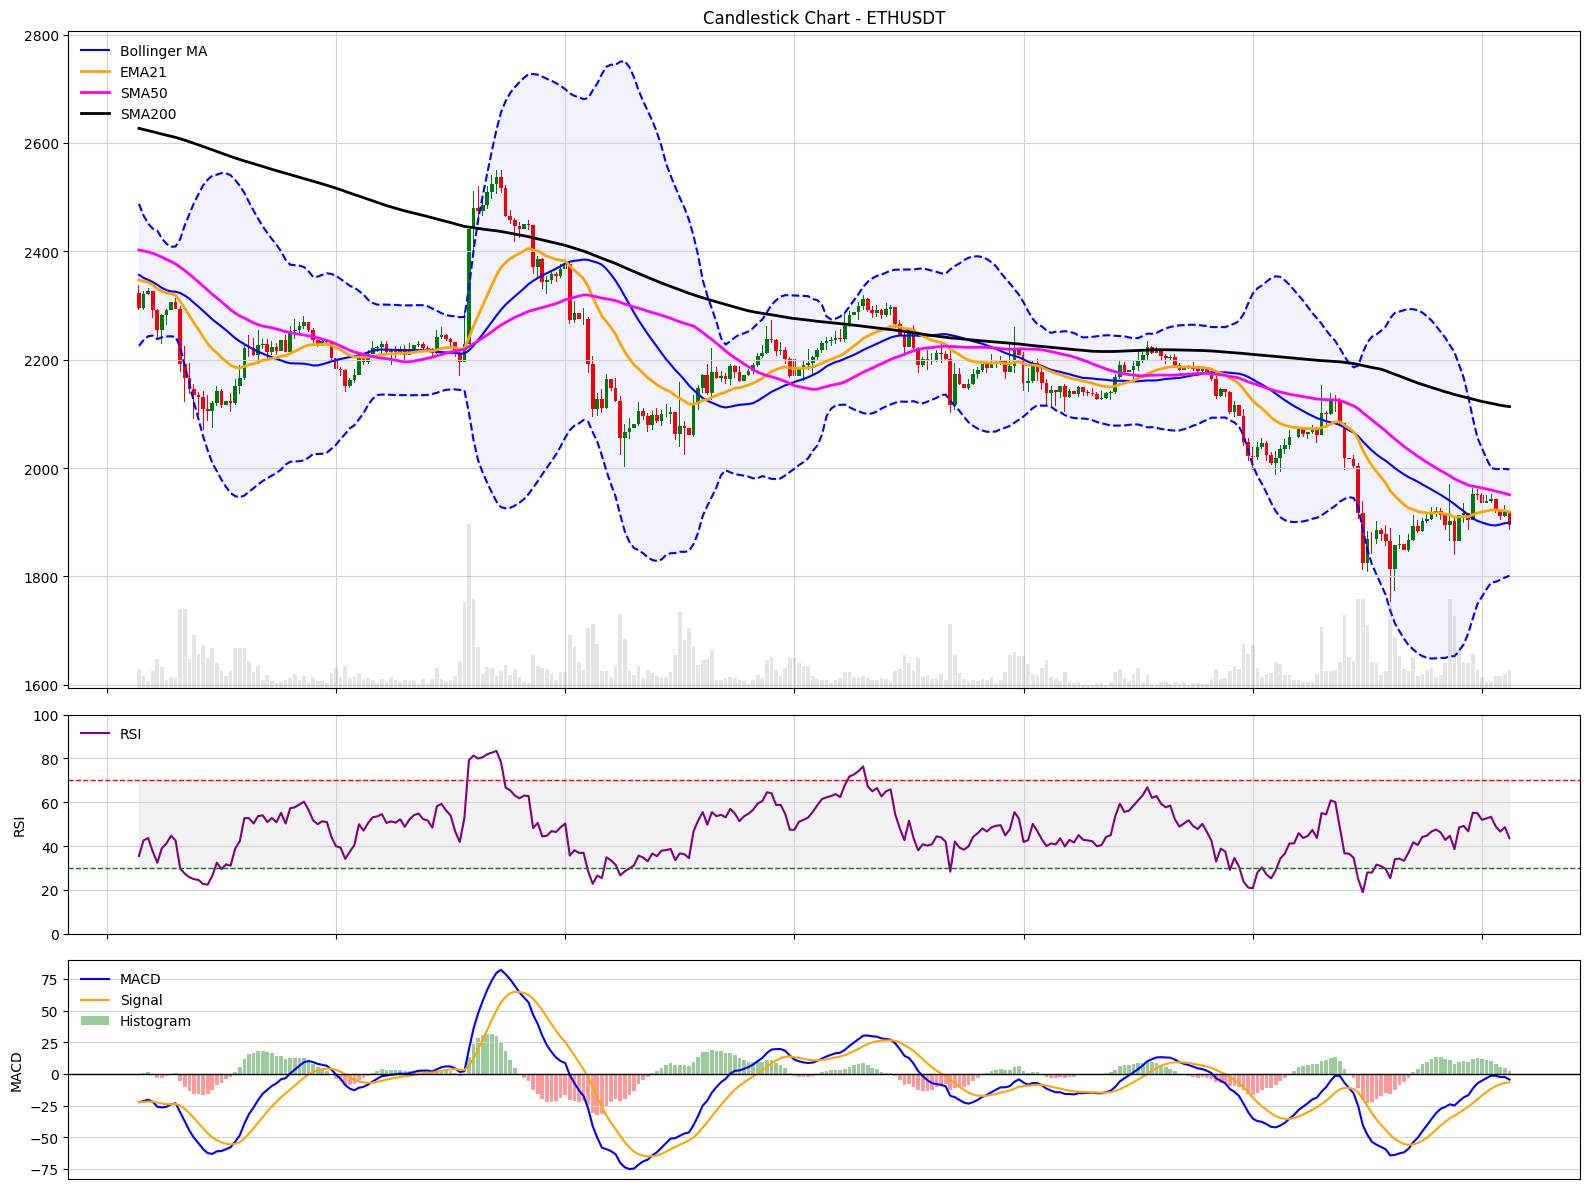 Candlestick Chart - ETHUSDT
2800
2600
2400
2200
2000
1800
1600
Bollinger MA
EMA21
SMA50
SMA200
100
80
60
40
20
0
RSI
RSI
75
50
25
0
−25
−50
−75
MACD
MACD
Signal
Histogram